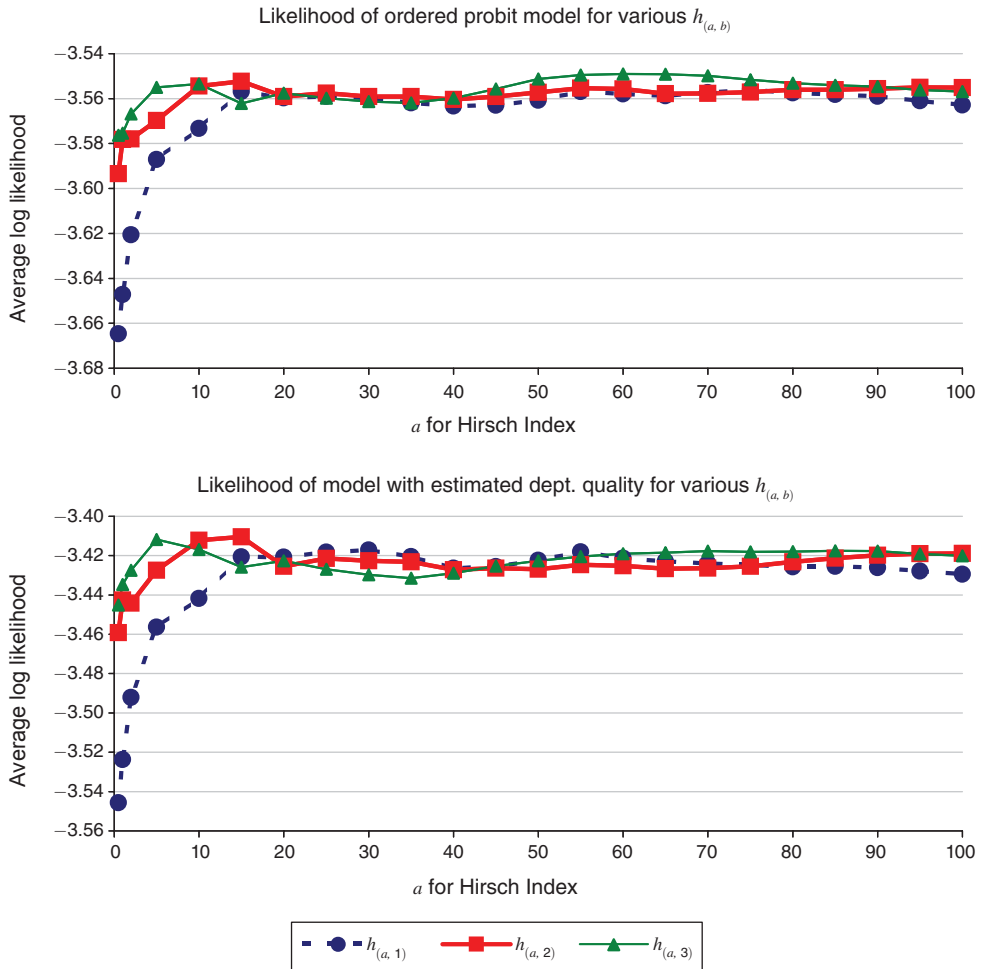 Likelihood of ordered probit model for various h(a, b)
Average log likelihood
−3.54
−3.56
−3.58
−3.60
−3.62
−3.64
−3.66
−3.68
0 10 20 30 40 50 60 70 80 90 100
a for Hirsch Index
Likelihood of model with estimated dept. quality for various h(a, b)
Average log likelihood
−3.40
−3.42
−3.44
−3.46
−3.48
−3.50
−3.52
−3.54
−3.56
0 10 20 30 40 50 60 70 80 90 100
a for Hirsch Index
h(a, 1) h(a, 2) h(a, 3)